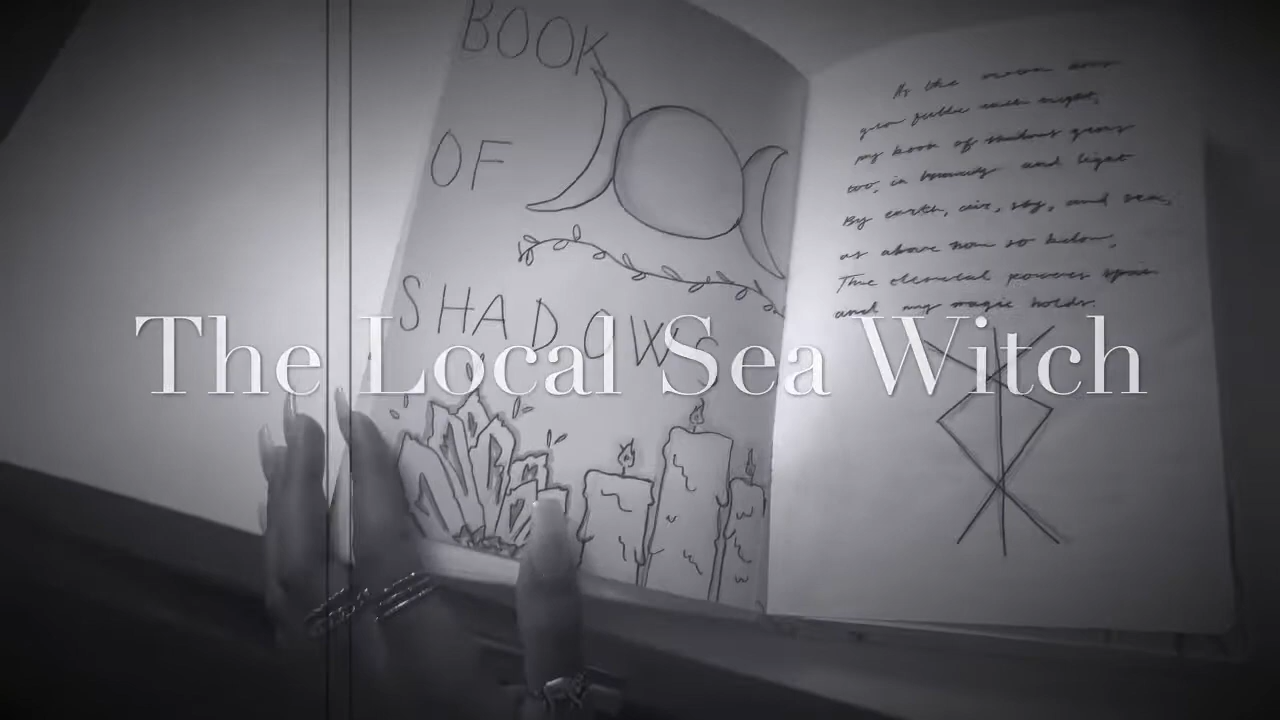 BOOK
OF
SHADOWS
The Local Sea Witch
As the moon
grow each night,
my book of shadows grows
too, in and light
By earth, air, sky, and sea,
as above now so below,
The elemental powers
and my magic holds.